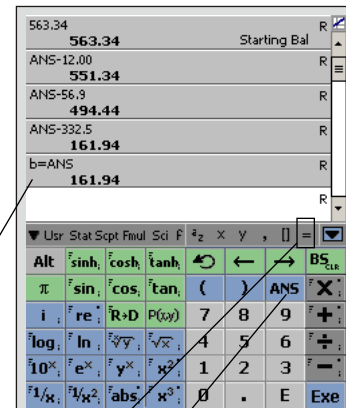 563.34 R
563.34 Starting Bal
ANS-12.00 R
551.34
ANS-56.9 R
494.44
ANS-332.5 R
161.94
b=ANS R
161.94
R
Usr Stat Scpt Fmul Sci F az x y , [] =
Alt sinh cosh tanh BS CLR
π sin cos tan ( ) ANS X
i re R▸D P(x,y) 7 8 9 +
log ln ˣ√y √x 4 5 6 ÷
10ˣ eˣ yˣ x² 1 2 3 −
1/x 1/x² abs x³ 0 . E Exe